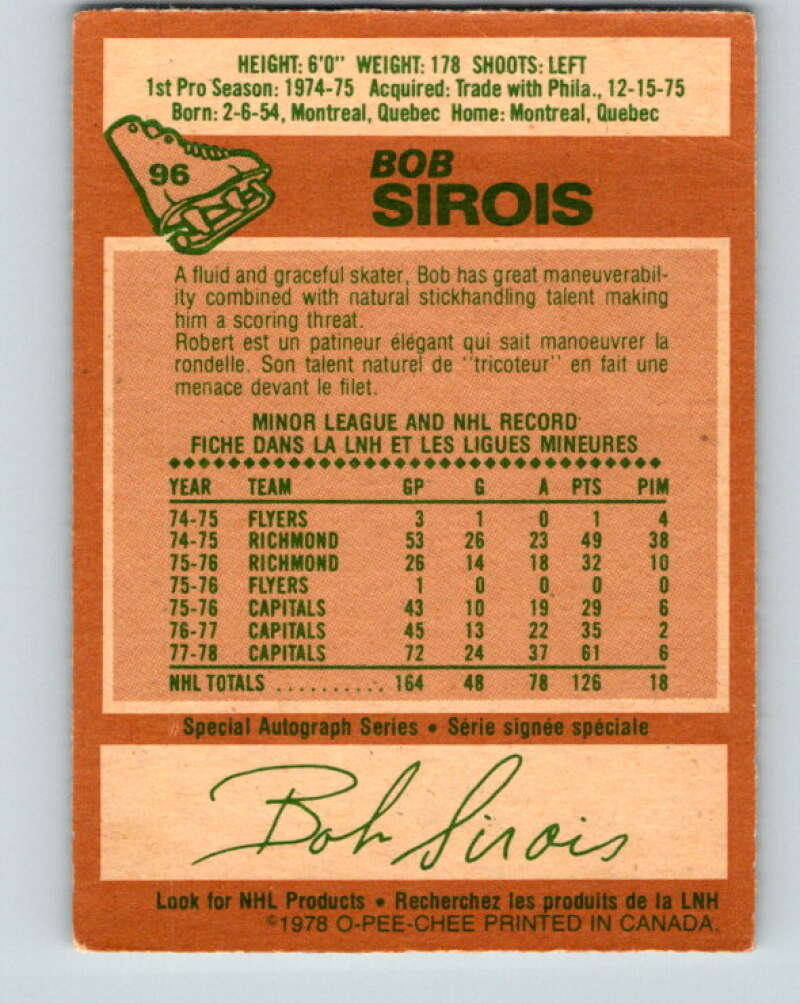 HEIGHT: 6'0" WEIGHT: 178 SHOOTS: LEFT
1st Pro Season: 1974-75 Acquired: Trade with Phila., 12-15-75
Born: 2-6-54, Montreal, Quebec Home: Montreal, Quebec
96
BOB
SIROIS
A fluid and graceful skater, Bob has great maneuverabil-
ity combined with natural stickhandling talent making
him a scoring threat.
Robert est un patineur élégant qui sait manoeuvrer la
rondelle. Son talent naturel de "tricoteur" en fait une
menace devant le filet.
MINOR LEAGUE AND NHL RECORD
FICHE DANS LA LNH ET LES LIGUES MINEURES
YEAR TEAM GP G A PTS PIM
74-75 FLYERS 3 1 0 1 4
74-75 RICHMOND 53 26 23 49 38
75-76 RICHMOND 26 14 18 32 10
75-76 FLYERS 1 0 0 0 0
75-76 CAPITALS 43 10 19 29 6
76-77 CAPITALS 45 13 22 35 2
77-78 CAPITALS 72 24 37 61 6
NHL TOTALS .......... 164 48 78 126 18
Special Autograph Series • Série signée spéciale
Bob Sirois
Look for NHL Products • Recherchez les produits de la LNH
©1978 O-PEE-CHEE PRINTED IN CANADA.